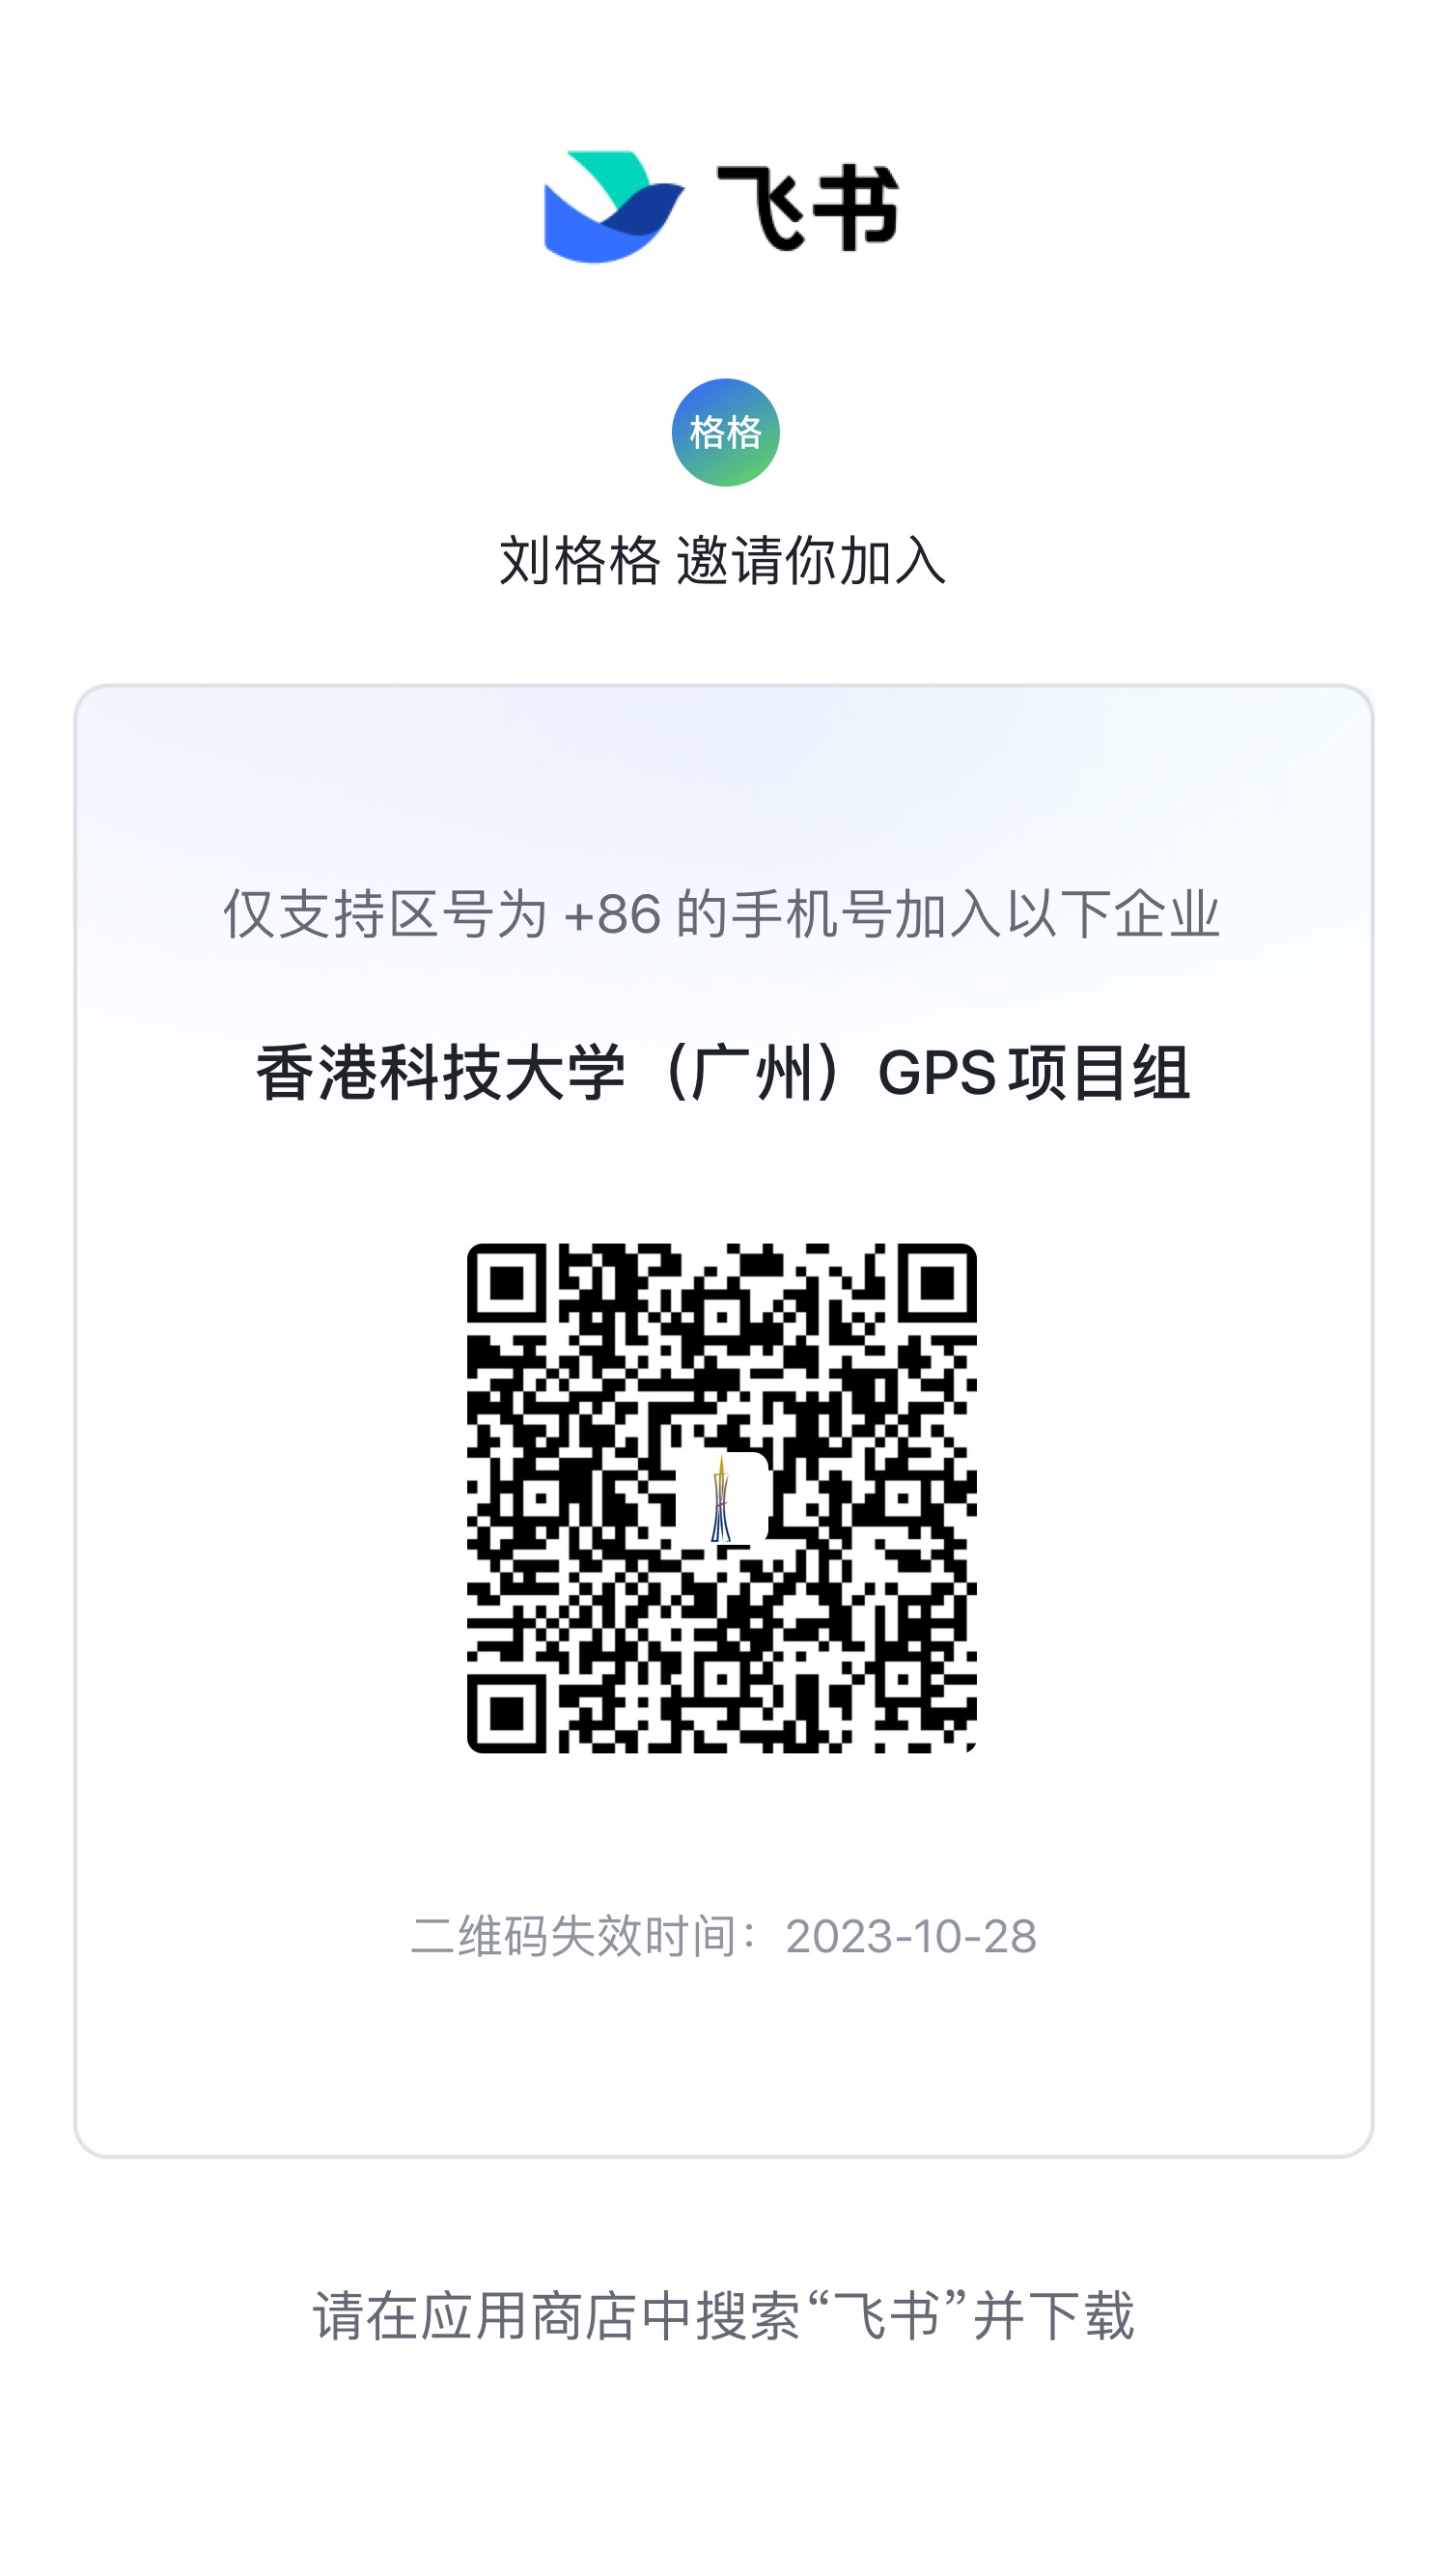 飞书
格格
刘格格 邀请你加入
仅支持区号为 +86 的手机号加入以下企业
香港科技大学（广州）GPS项目组
二维码失效时间：2023-10-28
请在应用商店中搜索“飞书”并下载